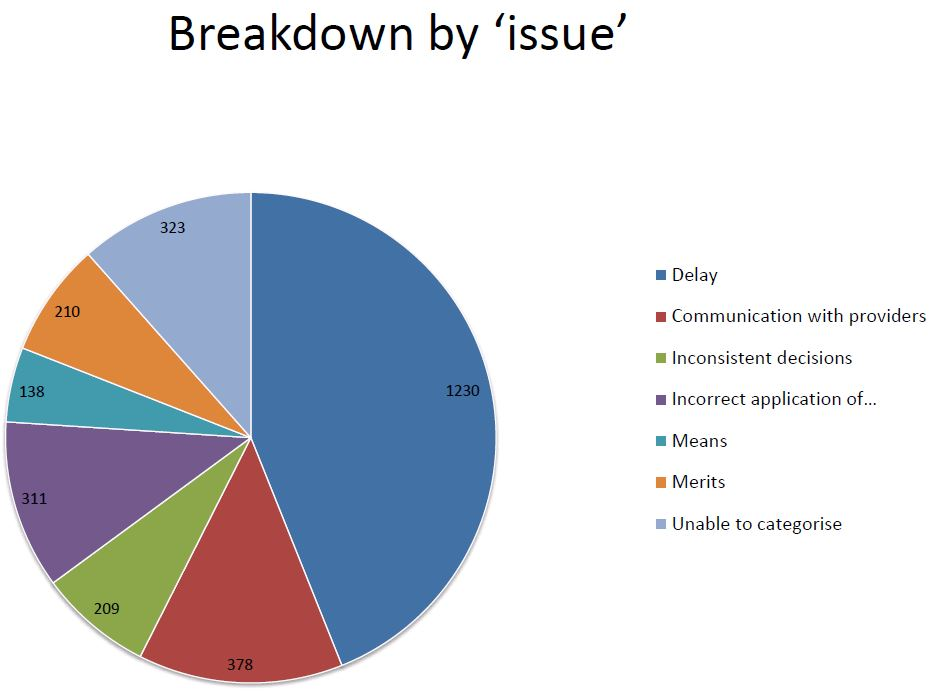 Breakdown by ‘issue’
323
210
138
1230
311
209
378
Delay
Communication with providers
Inconsistent decisions
Incorrect application of...
Means
Merits
Unable to categorise